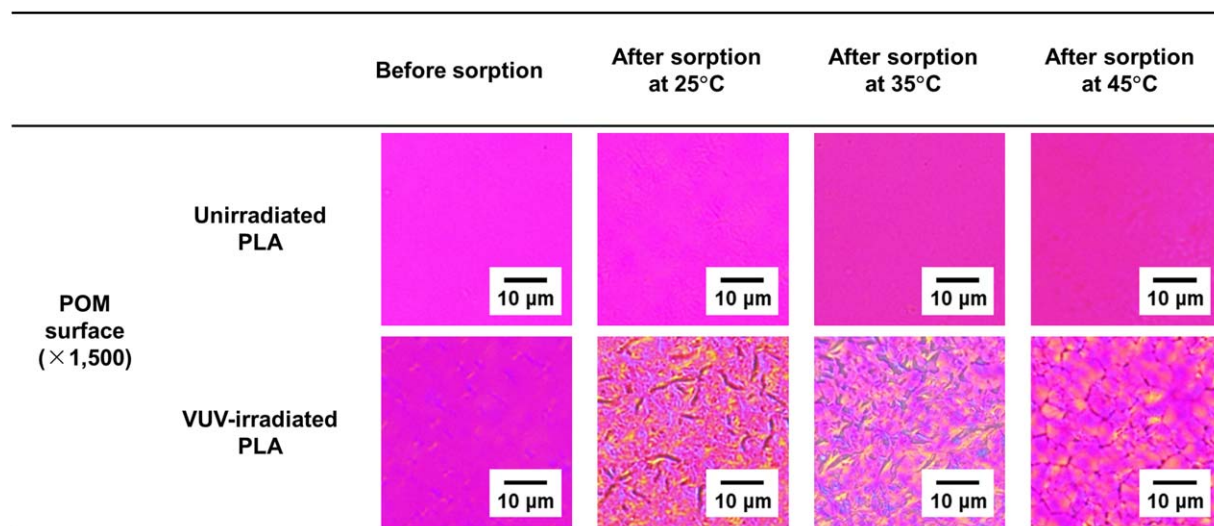 Before sorption
After sorption
at 25°C
After sorption
at 35°C
After sorption
at 45°C
POM
surface
(×1,500)
Unirradiated
PLA
10 µm
10 µm
10 µm
10 µm
VUV-irradiated
PLA
10 µm
10 µm
10 µm
10 µm